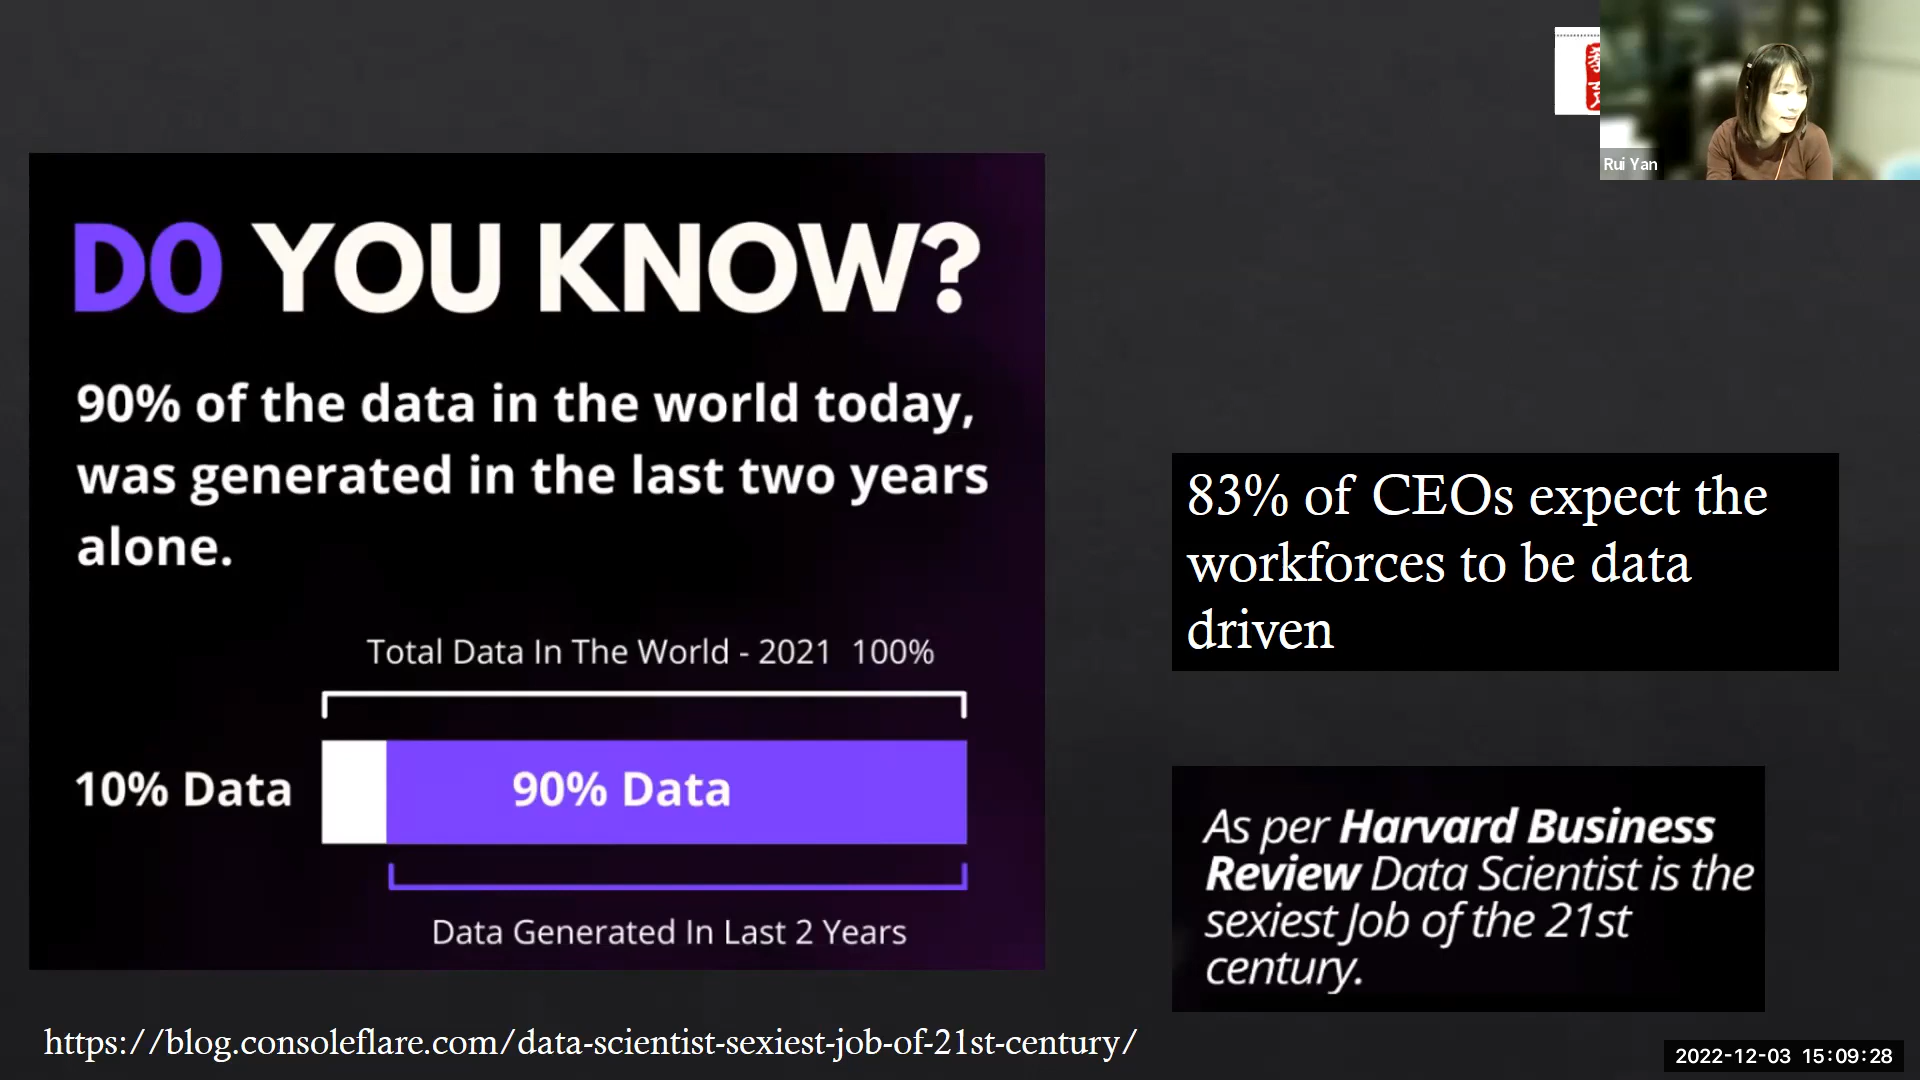 Rui Yan
DO YOU KNOW?
90% of the data in the world today,
was generated in the last two years
alone.
Total Data In The World - 2021 100%
10% Data
90% Data
Data Generated In Last 2 Years
83% of CEOs expect the
workforces to be data
driven
As per Harvard Business
Review Data Scientist is the
sexiest Job of the 21st
century.
https://blog.consoleflare.com/data-scientist-sexiest-job-of-21st-century/
2022-12-03 15:09:28